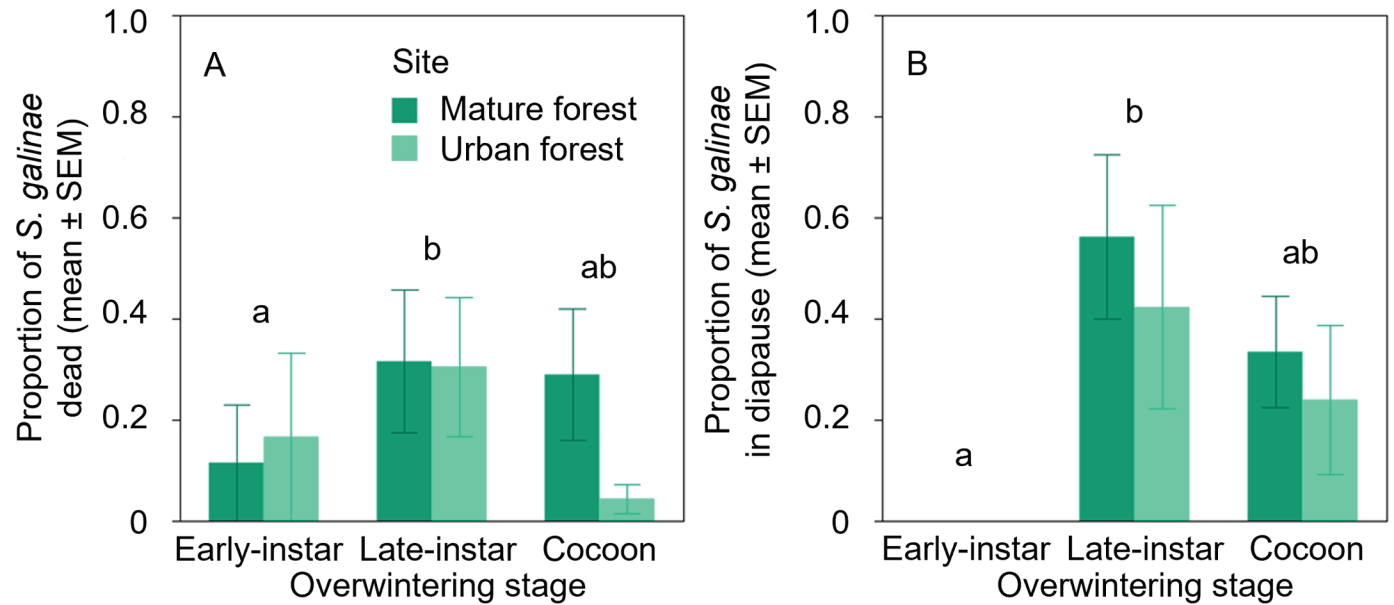 Proportion of S. galinae
dead (mean ± SEM)
1.0
0.8
0.6
0.4
0.2
0
A
Site
Mature forest
Urban forest
a
b
ab
Early-instar Late-instar Cocoon
Overwintering stage
Proportion of S. galinae
in diapause (mean ± SEM)
1.0
0.8
0.6
0.4
0.2
0
B
a
b
ab
Early-instar Late-instar Cocoon
Overwintering stage